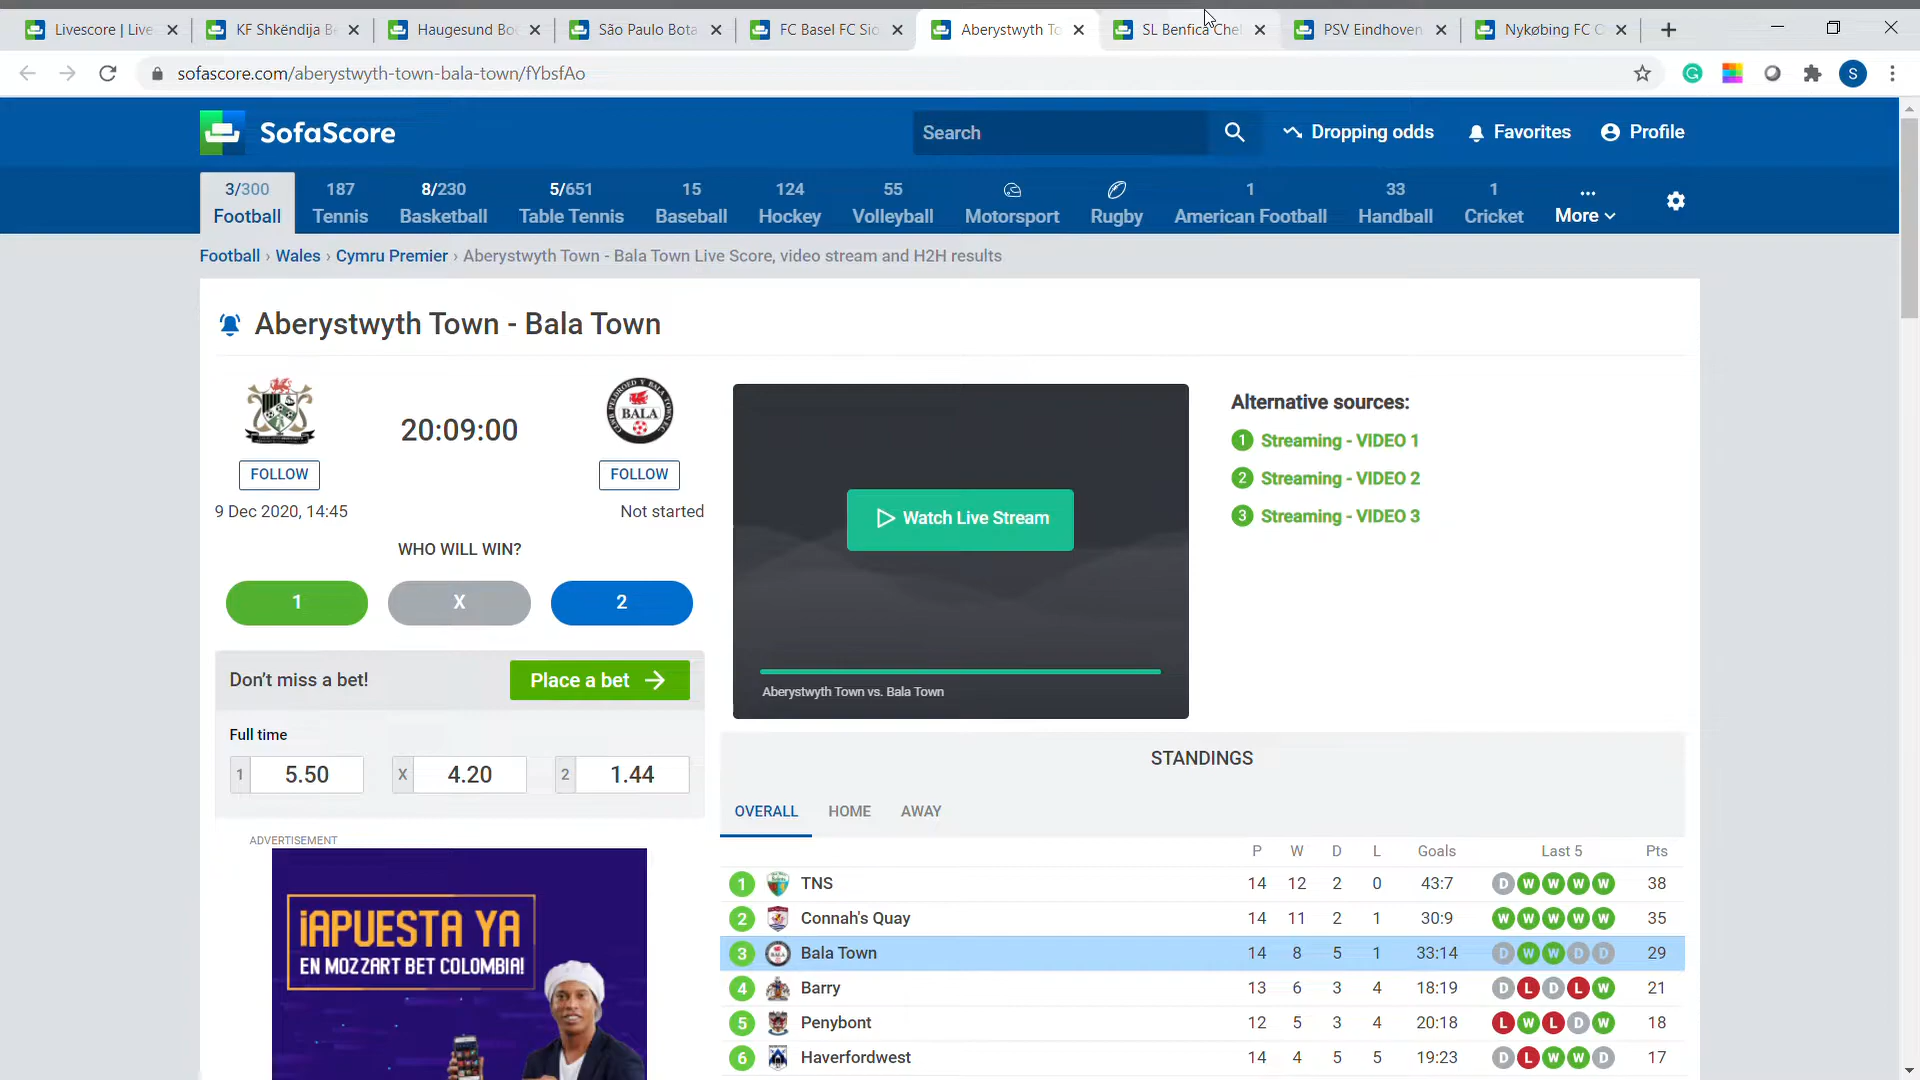 Livescore | Live
KF Shkëndija B
Haugesund Bo
São Paulo Bota
FC Basel FC Sio
Aberystwyth To
SL Benfica Chel
PSV Eindhoven
Nykøbing FC C
sofascore.com/aberystwyth-town-bala-town/fYbsfAo
S
SofaScore
Search
Dropping odds
Favorites
Profile
3/300
Football
187
Tennis
8/230
Basketball
5/651
Table Tennis
15
Baseball
124
Hockey
55
Volleyball
Motorsport
Rugby
1
American Football
33
Handball
1
Cricket
...
More
Football › Wales › Cymru Premier › Aberystwyth Town - Bala Town Live Score, video stream and H2H results
Aberystwyth Town - Bala Town
20:09:00
BALA
FOLLOW
FOLLOW
9 Dec 2020, 14:45
Not started
WHO WILL WIN?
1
X
2
Don't miss a bet!
Place a bet
Full time
1 5.50
X 4.20
2 1.44
ADVERTISEMENT
¡APUESTA YA
EN MOZZART BET COLOMBIA!
Watch Live Stream
Aberystwyth Town vs. Bala Town
Alternative sources:
1 Streaming - VIDEO 1
2 Streaming - VIDEO 2
3 Streaming - VIDEO 3
STANDINGS
OVERALL HOME AWAY
P W D L Goals Last 5 Pts
1 TNS 14 12 2 0 43:7 D W W W W 38
2 Connah's Quay 14 11 2 1 30:9 W W W W W 35
3 Bala Town 14 8 5 1 33:14 D W W D D 29
4 Barry 13 6 3 4 18:19 D L D L W 21
5 Penybont 12 5 3 4 20:18 L W L D W 18
6 Haverfordwest 14 4 5 5 19:23 D L W W D 17